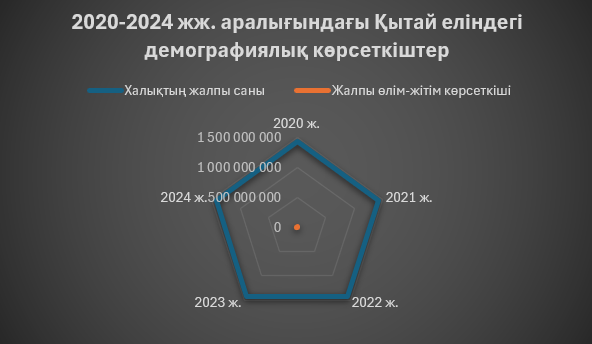 2020-2024 жж. аралығындағы Қытай еліндегі
демографиялық көрсеткіштер
Халықтың жалпы саны
Жалпы өлім-жітім көрсеткіші
2020 ж.
1 500 000 000
1 000 000 000
2024 ж.
500 000 000
2021 ж.
0
2023 ж.
2022 ж.